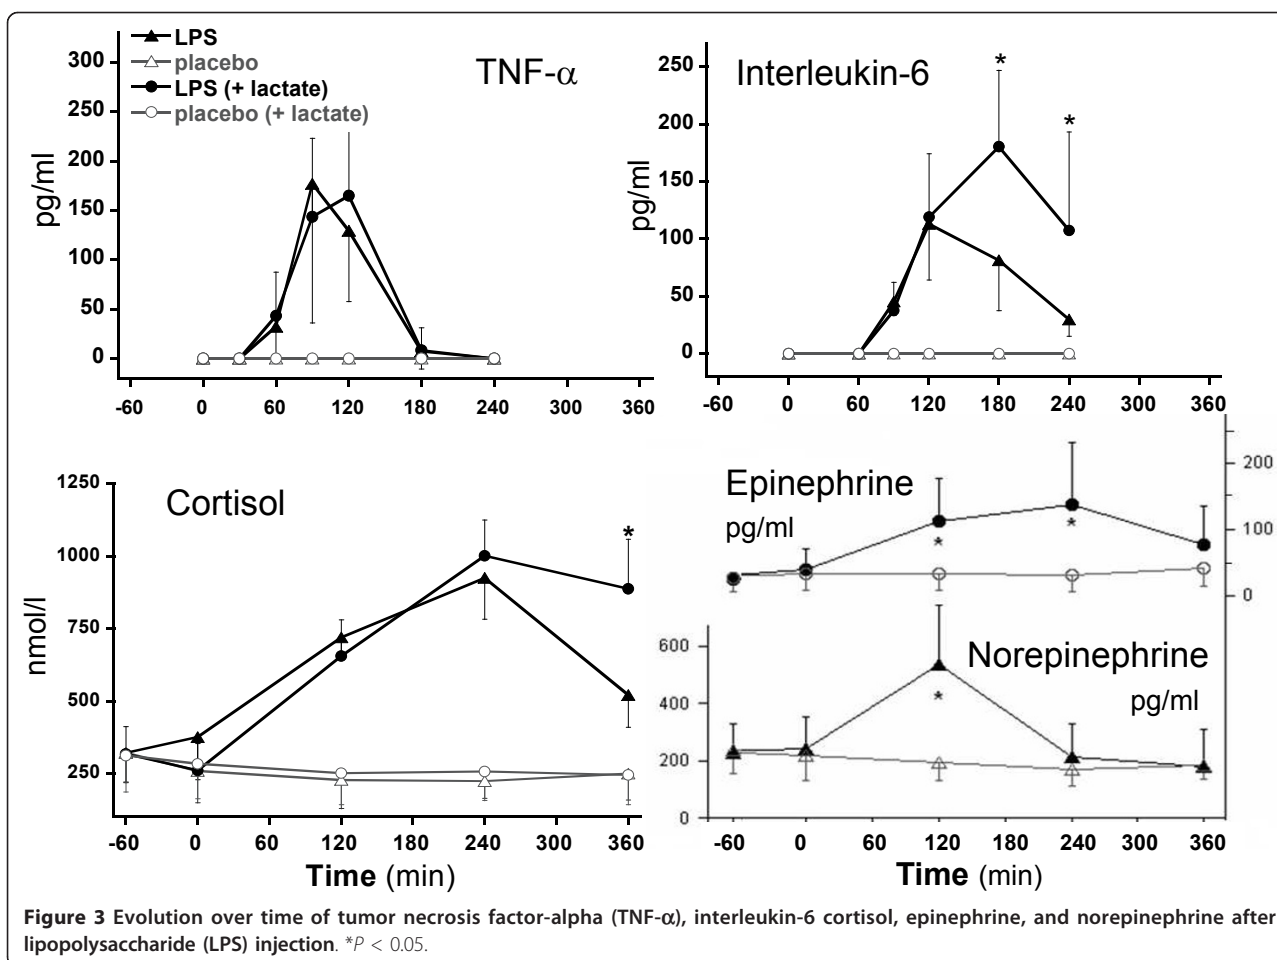 LPS
placebo
LPS (+ lactate)
placebo (+ lactate)
TNF-α
pg/ml
300
250
200
150
100
50
0
-60 0 60 120 180 240 300 360
Interleukin-6
pg/ml
250
200
150
100
50
0
* *
-60 0 60 120 180 240 300 360
Cortisol
nmol/l
1250
1000
750
500
250
*
-60 0 60 120 180 240 300 360
Time (min)
Epinephrine
pg/ml
200
100
0
* *
Norepinephrine
pg/ml
600
400
200
0
*
-60 0 60 120 180 240 300 360
Time (min)
Figure 3 Evolution over time of tumor necrosis factor-alpha (TNF-α), interleukin-6 cortisol, epinephrine, and norepinephrine after
lipopolysaccharide (LPS) injection. *P < 0.05.